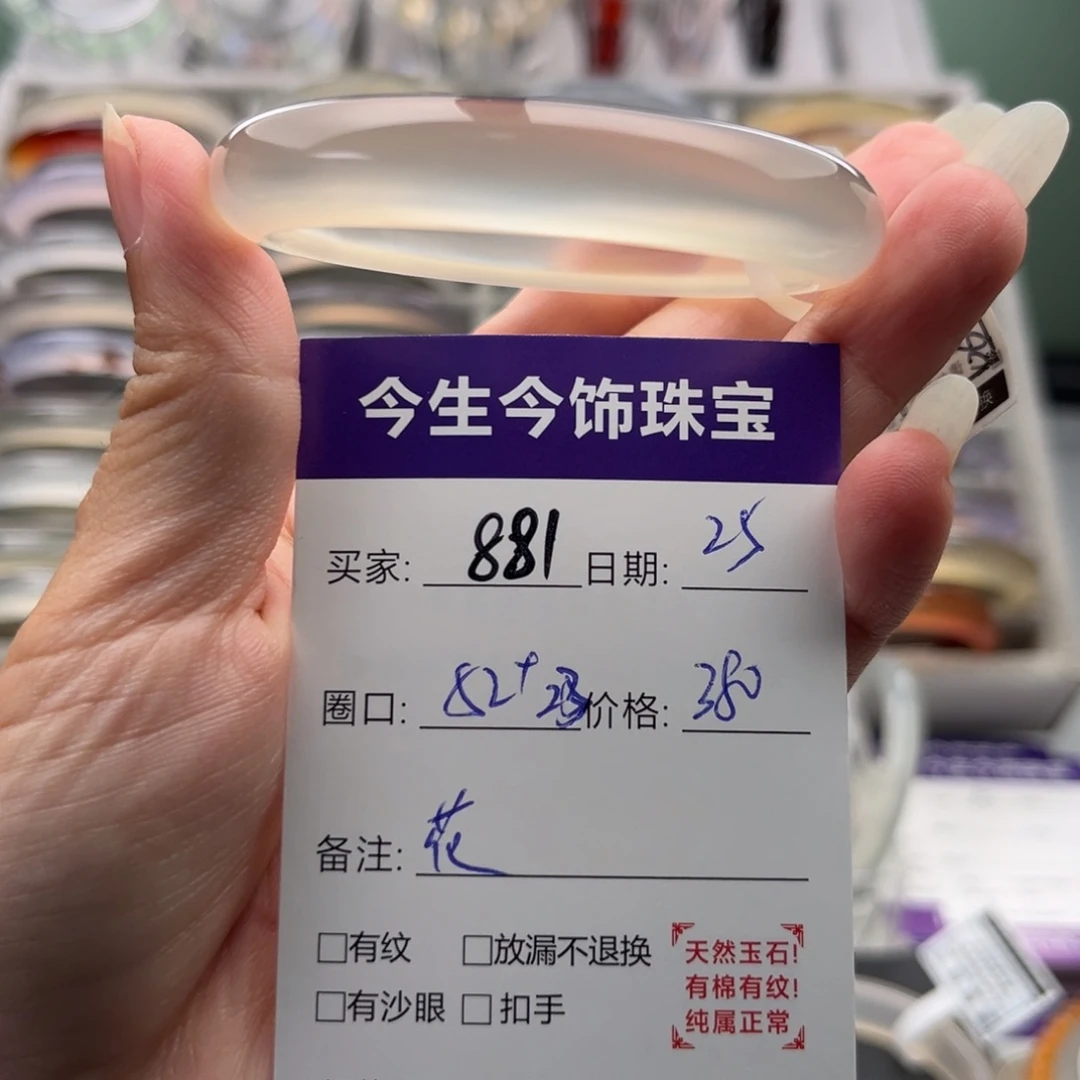 今生今饰珠宝
买家: 881 日期: 25
圈口: 52+ 价格: 380
备注: 花
□有纹 □放漏不退换
□有沙眼 □扣手
天然玉石!
有棉有纹!
纯属正常